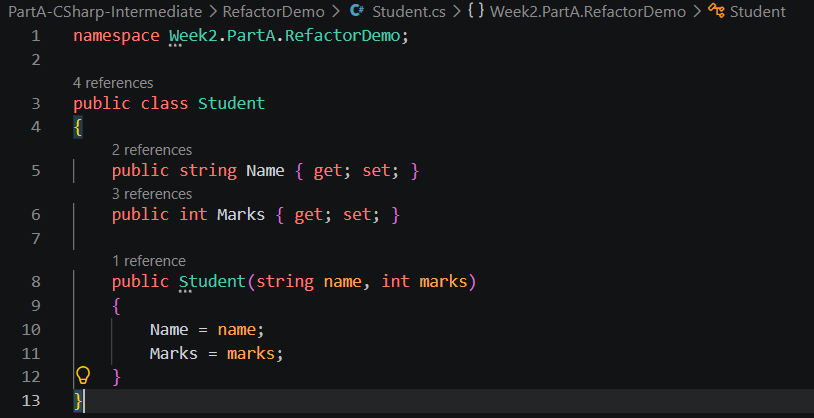 PartA-CSharp-Intermediate > RefactorDemo > C# Student.cs > {} Week2.PartA.RefactorDemo > Student
1 namespace Week2.PartA.RefactorDemo;
2
4 references
3 public class Student
4 {
2 references
5 public string Name { get; set; }
3 references
6 public int Marks { get; set; }
7
1 reference
8 public Student(string name, int marks)
9 {
10 Name = name;
11 Marks = marks;
12 }
13 }